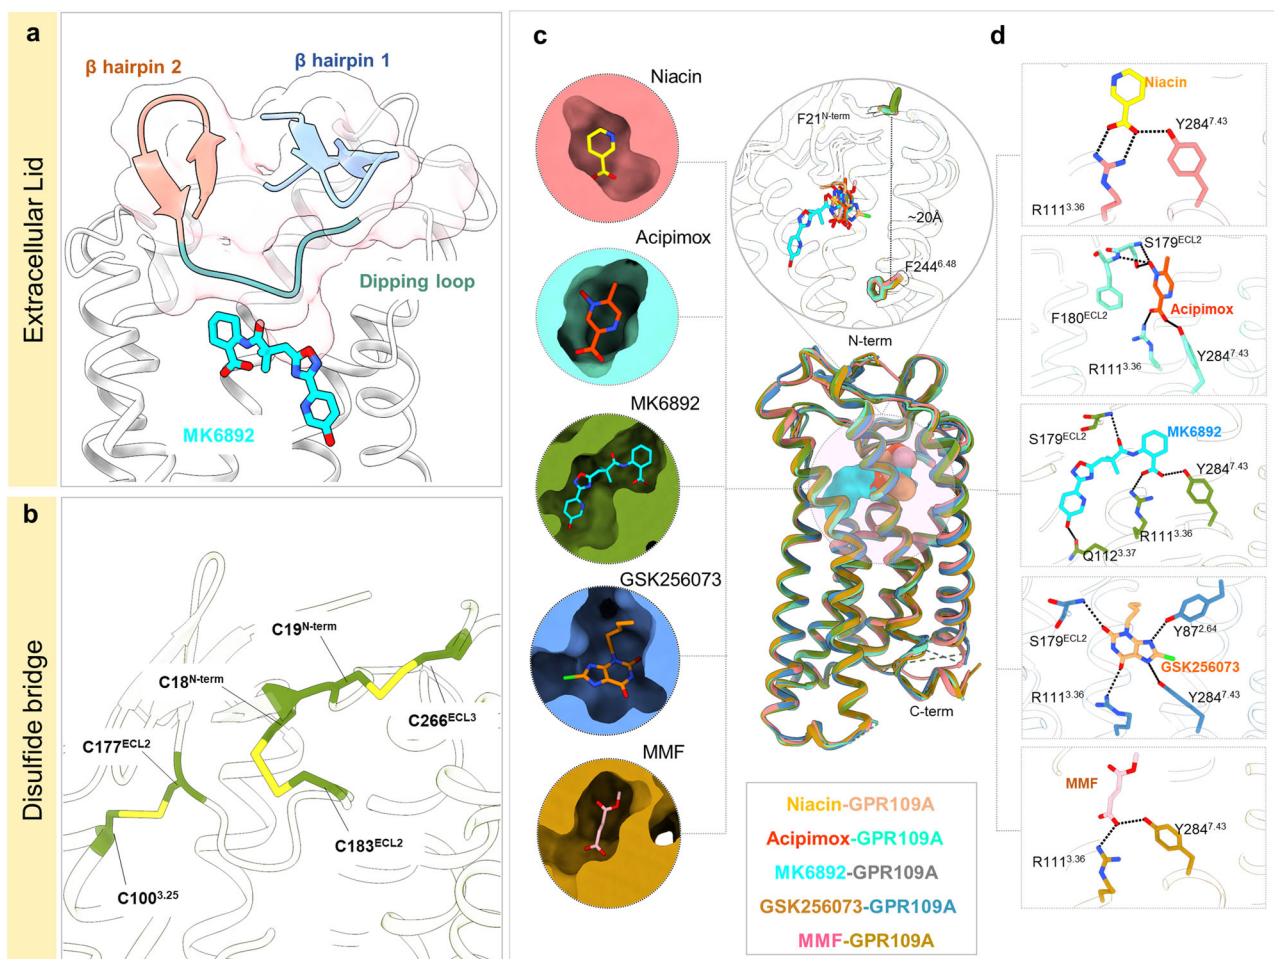 a
Extracellular Lid
β hairpin 2
β hairpin 1
Dipping loop
MK6892
b
Disulfide bridge
C19N-term
C18N-term
C177ECL2
C266ECL3
C183ECL2
C1003.25
c
Niacin
Acipimox
MK6892
GSK256073
MMF
F21N-term
~20Å
F2446.48
N-term
C-term
Niacin-GPR109A
Acipimox-GPR109A
MK6892-GPR109A
GSK256073-GPR109A
MMF-GPR109A
d
Niacin
Y2847.43
R1113.36
S179ECL2
F180ECL2
Acipimox
R1113.36
Y2847.43
S179ECL2
MK6892
Y2847.43
R1113.36
Q1123.37
S179ECL2
Y872.64
GSK256073
R1113.36
Y2847.43
MMF
Y2847.43
R1113.36